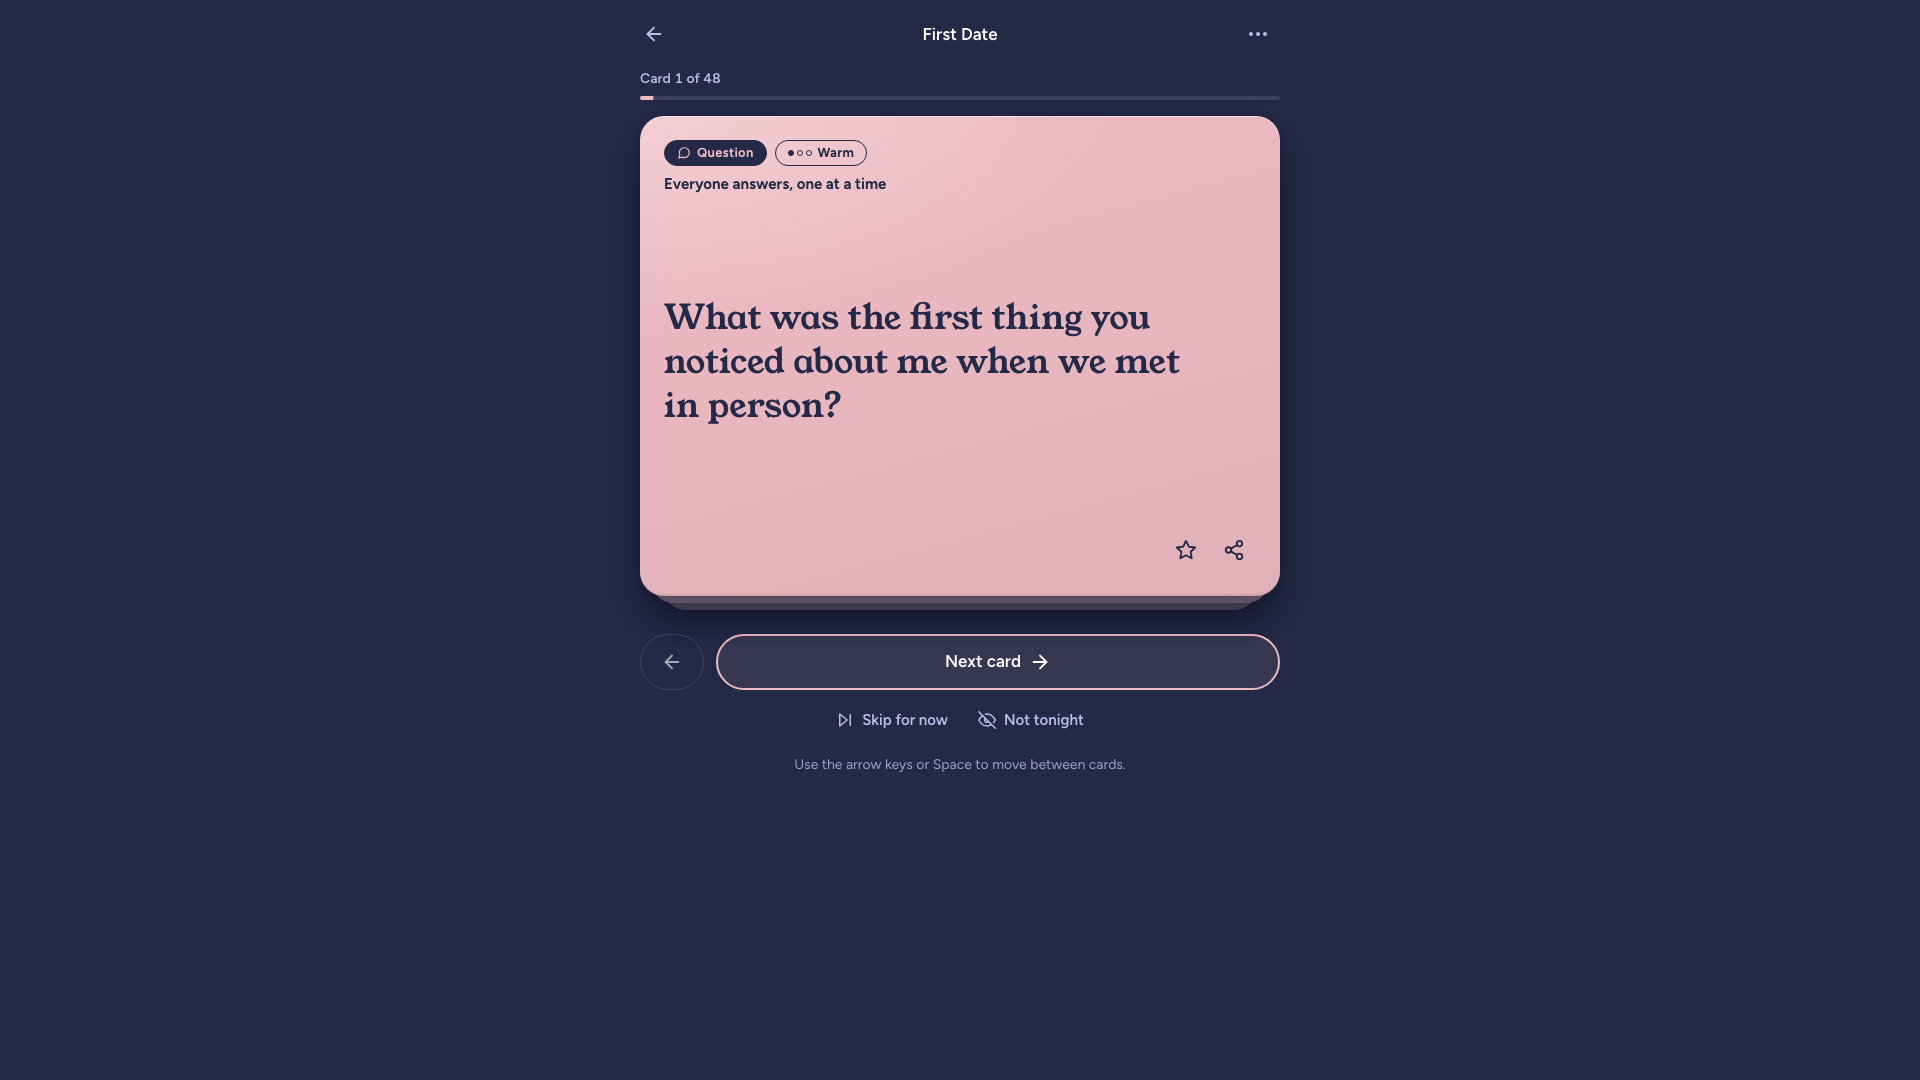 First Date
Card 1 of 48
Question
Warm
Everyone answers, one at a time
What was the first thing you
noticed about me when we met
in person?
Next card
Skip for now
Not tonight
Use the arrow keys or Space to move between cards.